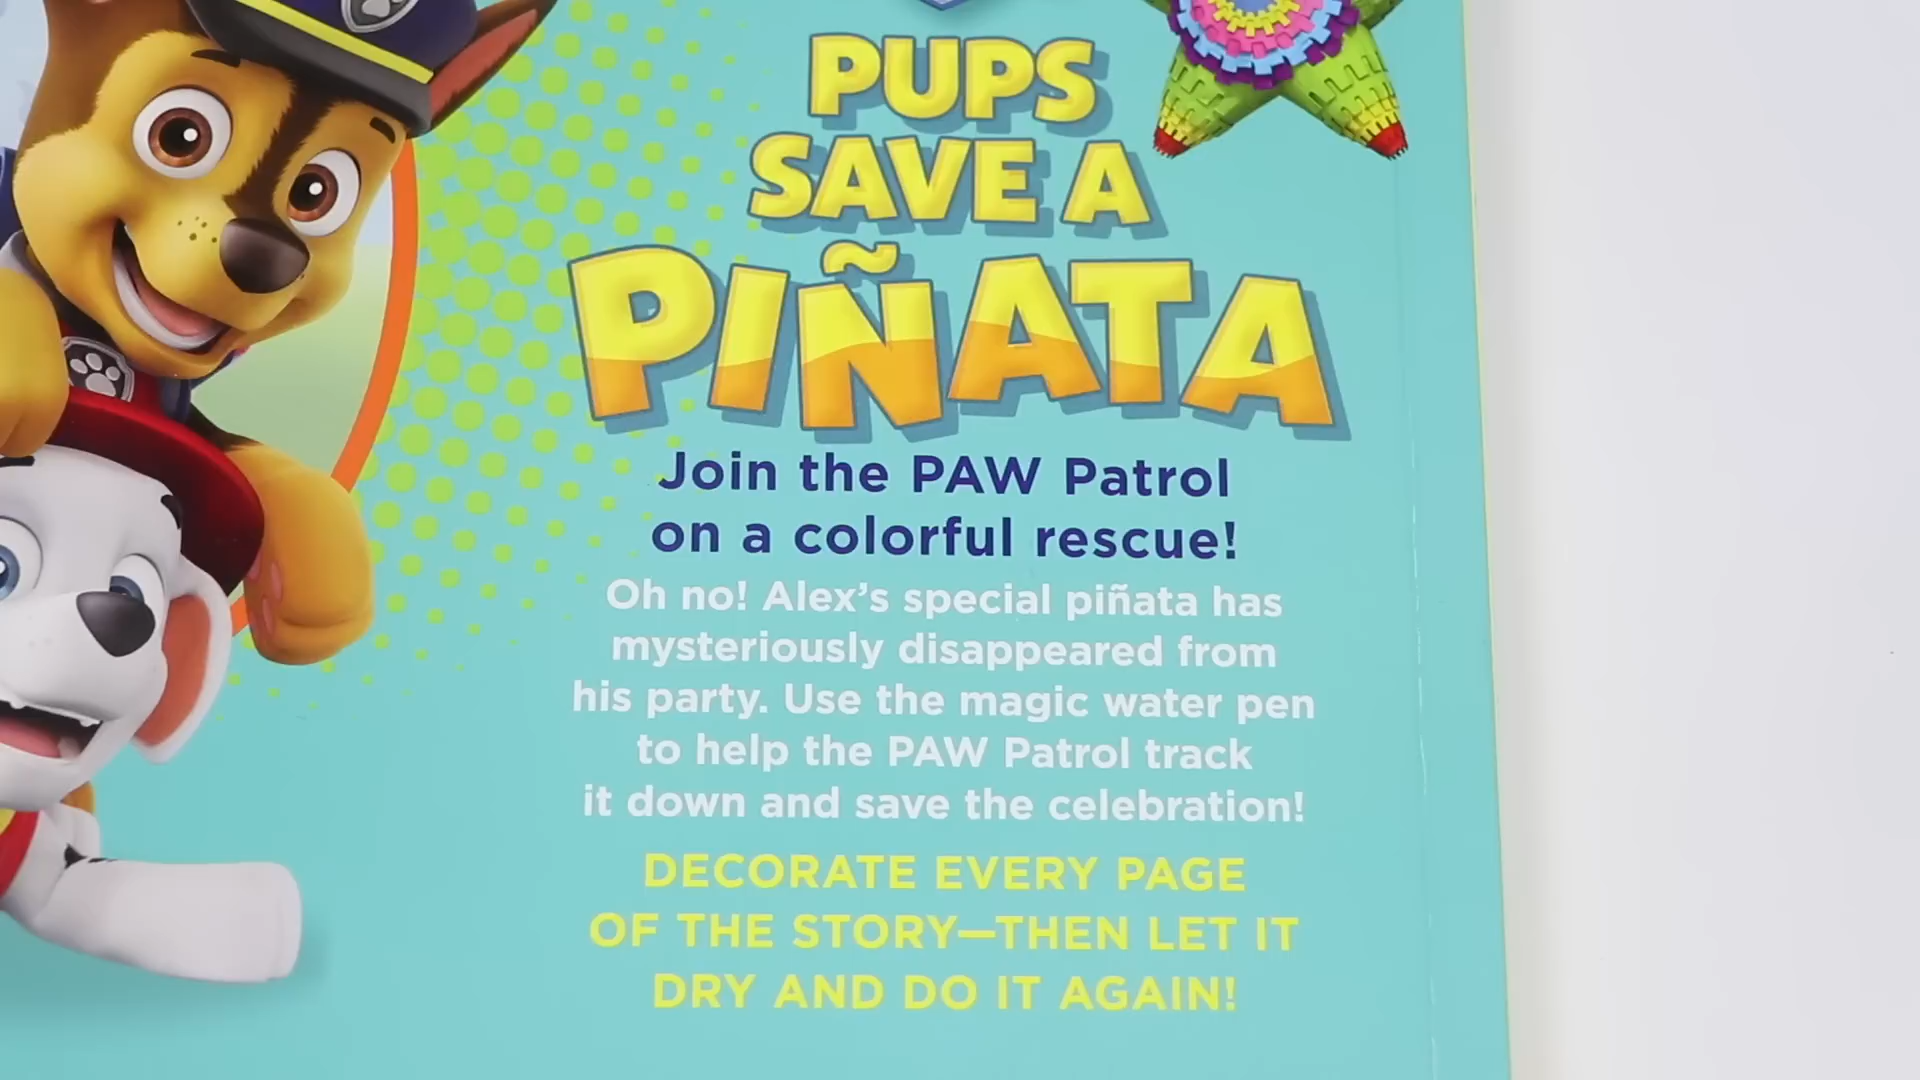 PUPS
SAVE A
PIÑATA
Join the PAW Patrol
on a colorful rescue!
Oh no! Alex’s special piñata has
mysteriously disappeared from
his party. Use the magic water pen
to help the PAW Patrol track
it down and save the celebration!
DECORATE EVERY PAGE
OF THE STORY—THEN LET IT
DRY AND DO IT AGAIN!